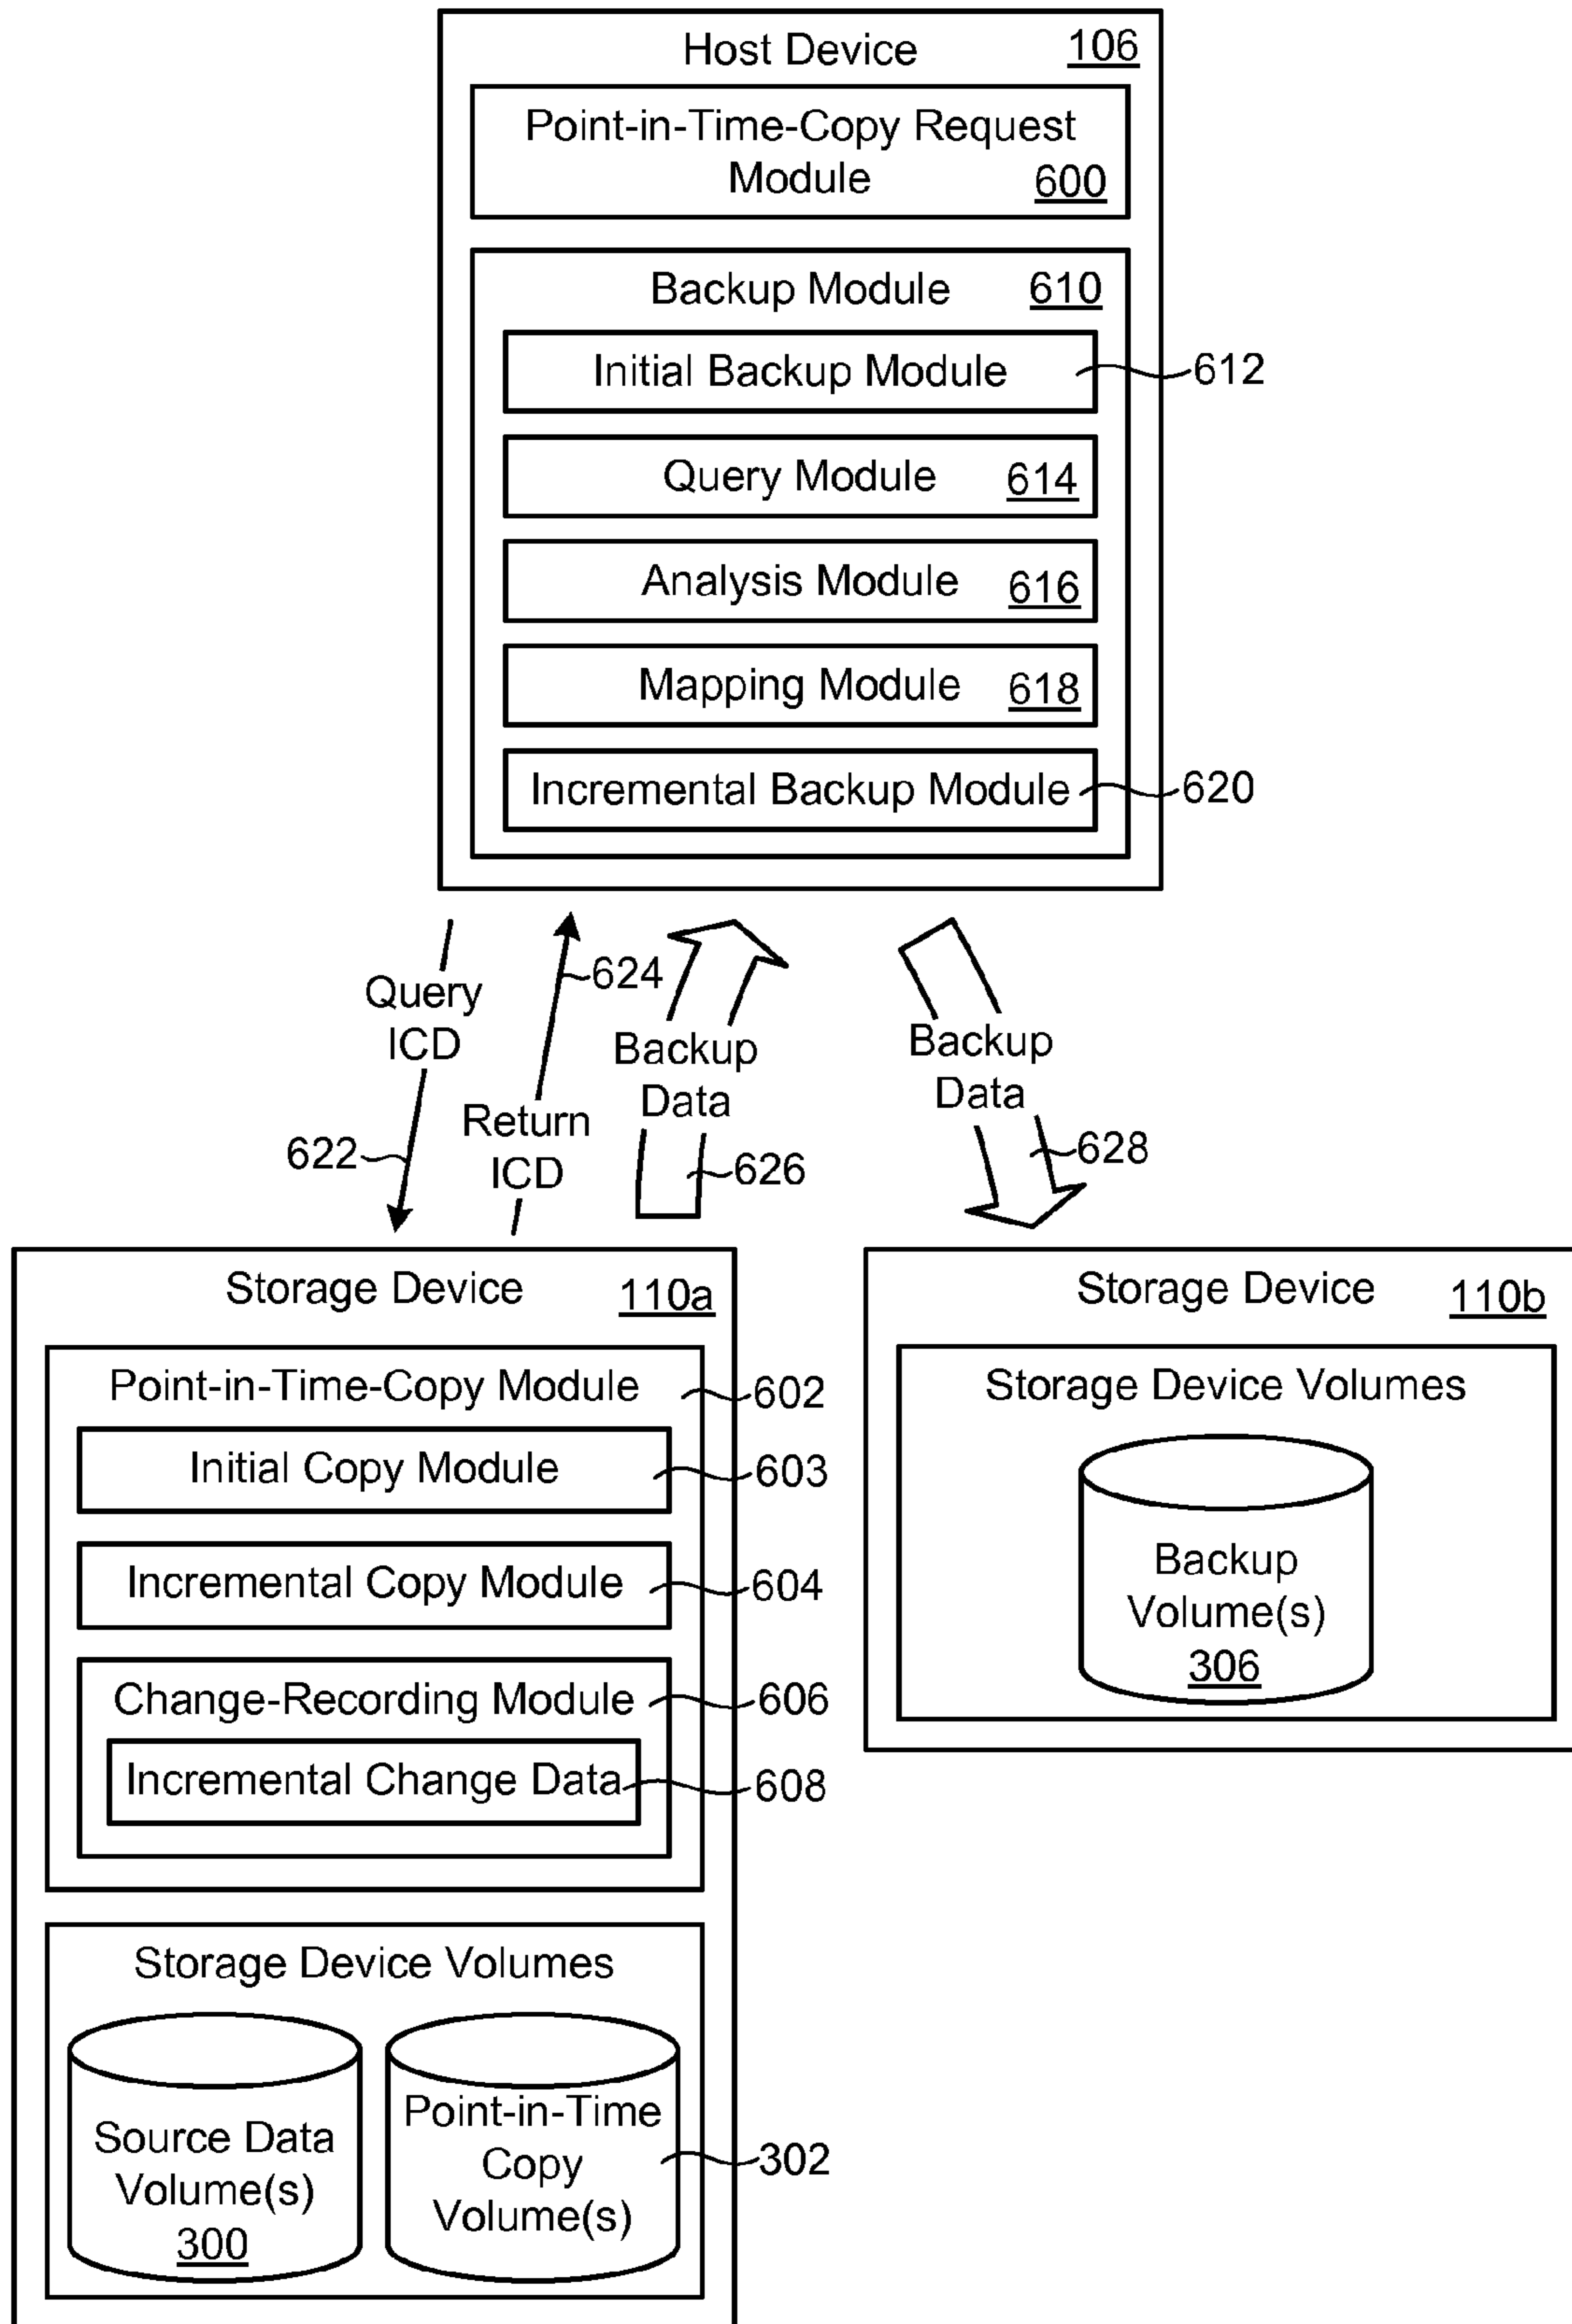 Host Device 106
Point-in-Time-Copy Request
Module 600
Backup Module 610
Initial Backup Module
612
Query Module 614
Analysis Module 616
Mapping Module 618
Incremental Backup Module
620
Query
ICD
622
624
Return
ICD
Backup
Data
626
Backup
Data
628
Storage Device 110a
Point-in-Time-Copy Module
602
Initial Copy Module
603
Incremental Copy Module
604
Change-Recording Module
606
Incremental Change Data
608
Storage Device Volumes
Source Data
Volume(s)
300
Point-in-Time
Copy
Volume(s)
302
Storage Device 110b
Storage Device Volumes
Backup
Volume(s)
306